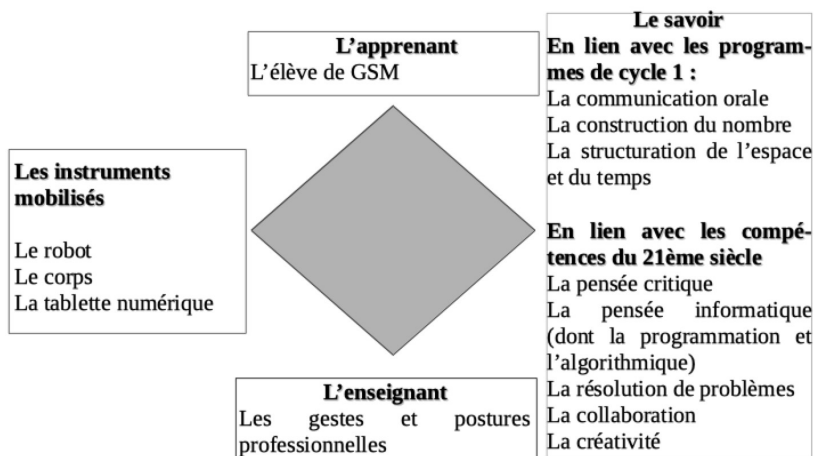 L'apprenant
L'élève de GSM
Les instruments
mobilisés
Le robot
Le corps
La tablette numérique
L'enseignant
Les gestes et postures
professionnelles
Le savoir
En lien avec les program-
mes de cycle 1 :
La communication orale
La construction du nombre
La structuration de l'espace
et du temps
En lien avec les compé-
tences du 21ème siècle
La pensée critique
La pensée informatique
(dont la programmation et
l'algorithmique)
La résolution de problèmes
La collaboration
La créativité